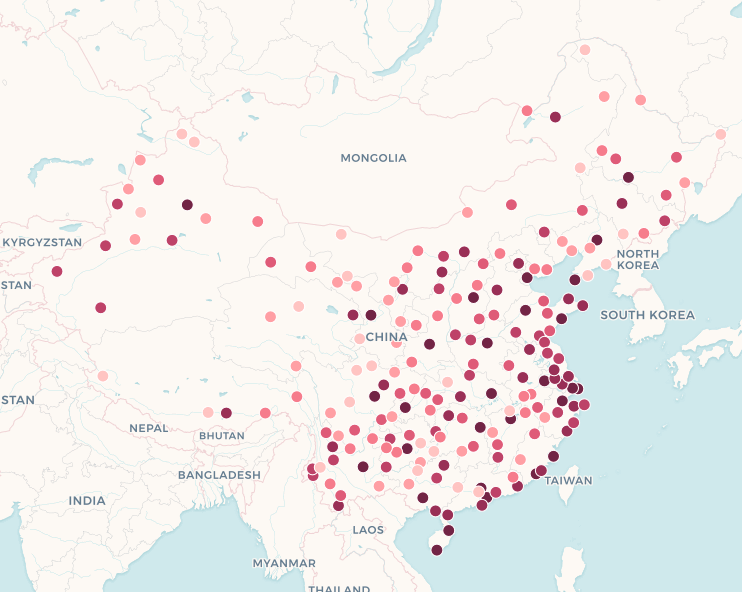 MONGOLIA
KYRGYZSTAN
NORTH
KOREA
STAN
SOUTH KOREA
CHINA
STAN
NEPAL
BHUTAN
BANGLADESH
TAIWAN
INDIA
LAOS
MYANMAR
THAILAND